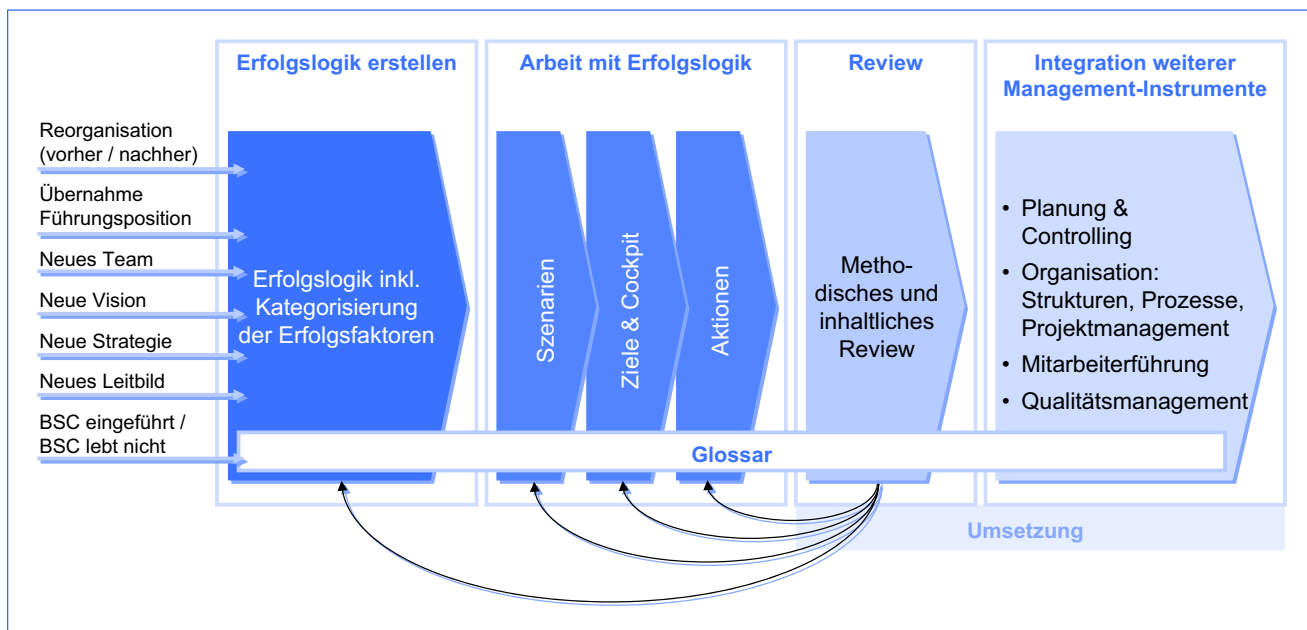 Erfolgslogik erstellen
Arbeit mit Erfolgslogik
Review
Integration weiterer
Management-Instrumente
Reorganisation
(vorher / nachher)
Übernahme
Führungsposition
Neues Team
Neue Vision
Neue Strategie
Neues Leitbild
BSC eingeführt /
BSC lebt nicht
Erfolgslogik inkl.
Kategorisierung
der Erfolgsfaktoren
Szenarien
Ziele & Cockpit
Aktionen
Metho-
disches und
inhaltliches
Review
• Planung &
Controlling
• Organisation:
Strukturen, Prozesse,
Projektmanagement
• Mitarbeiterführung
• Qualitätsmanagement
Glossar
Umsetzung